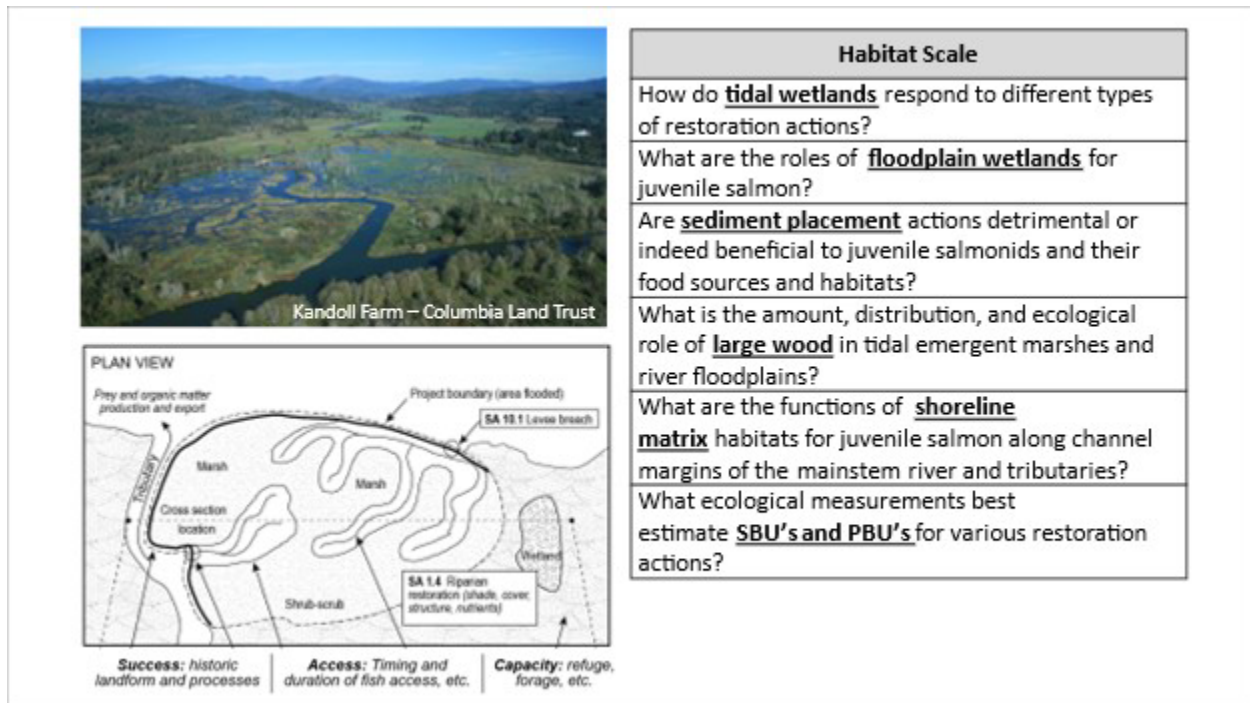 Kandoll Farm – Columbia Land Trust
PLAN VIEW
Prey and organic matter
production and export
Project boundary (area flooded)
SA 10.1 Levee breach
Tributary
Marsh
Marsh
Cross section
location
Wetland
SA 1.4 Riparian
restoration (shade, cover,
structure, nutrients)
Shrub-scrub
Success: historic
landform and processes
Access: Timing and
duration of fish access, etc.
Capacity: refuge,
forage, etc.
Habitat Scale
How do tidal wetlands respond to different types
of restoration actions?
What are the roles of floodplain wetlands for
juvenile salmon?
Are sediment placement actions detrimental or
indeed beneficial to juvenile salmonids and their
food sources and habitats?
What is the amount, distribution, and ecological
role of large wood in tidal emergent marshes and
river floodplains?
What are the functions of shoreline
matrix habitats for juvenile salmon along channel
margins of the mainstem river and tributaries?
What ecological measurements best
estimate SBU's and PBU's for various restoration
actions?